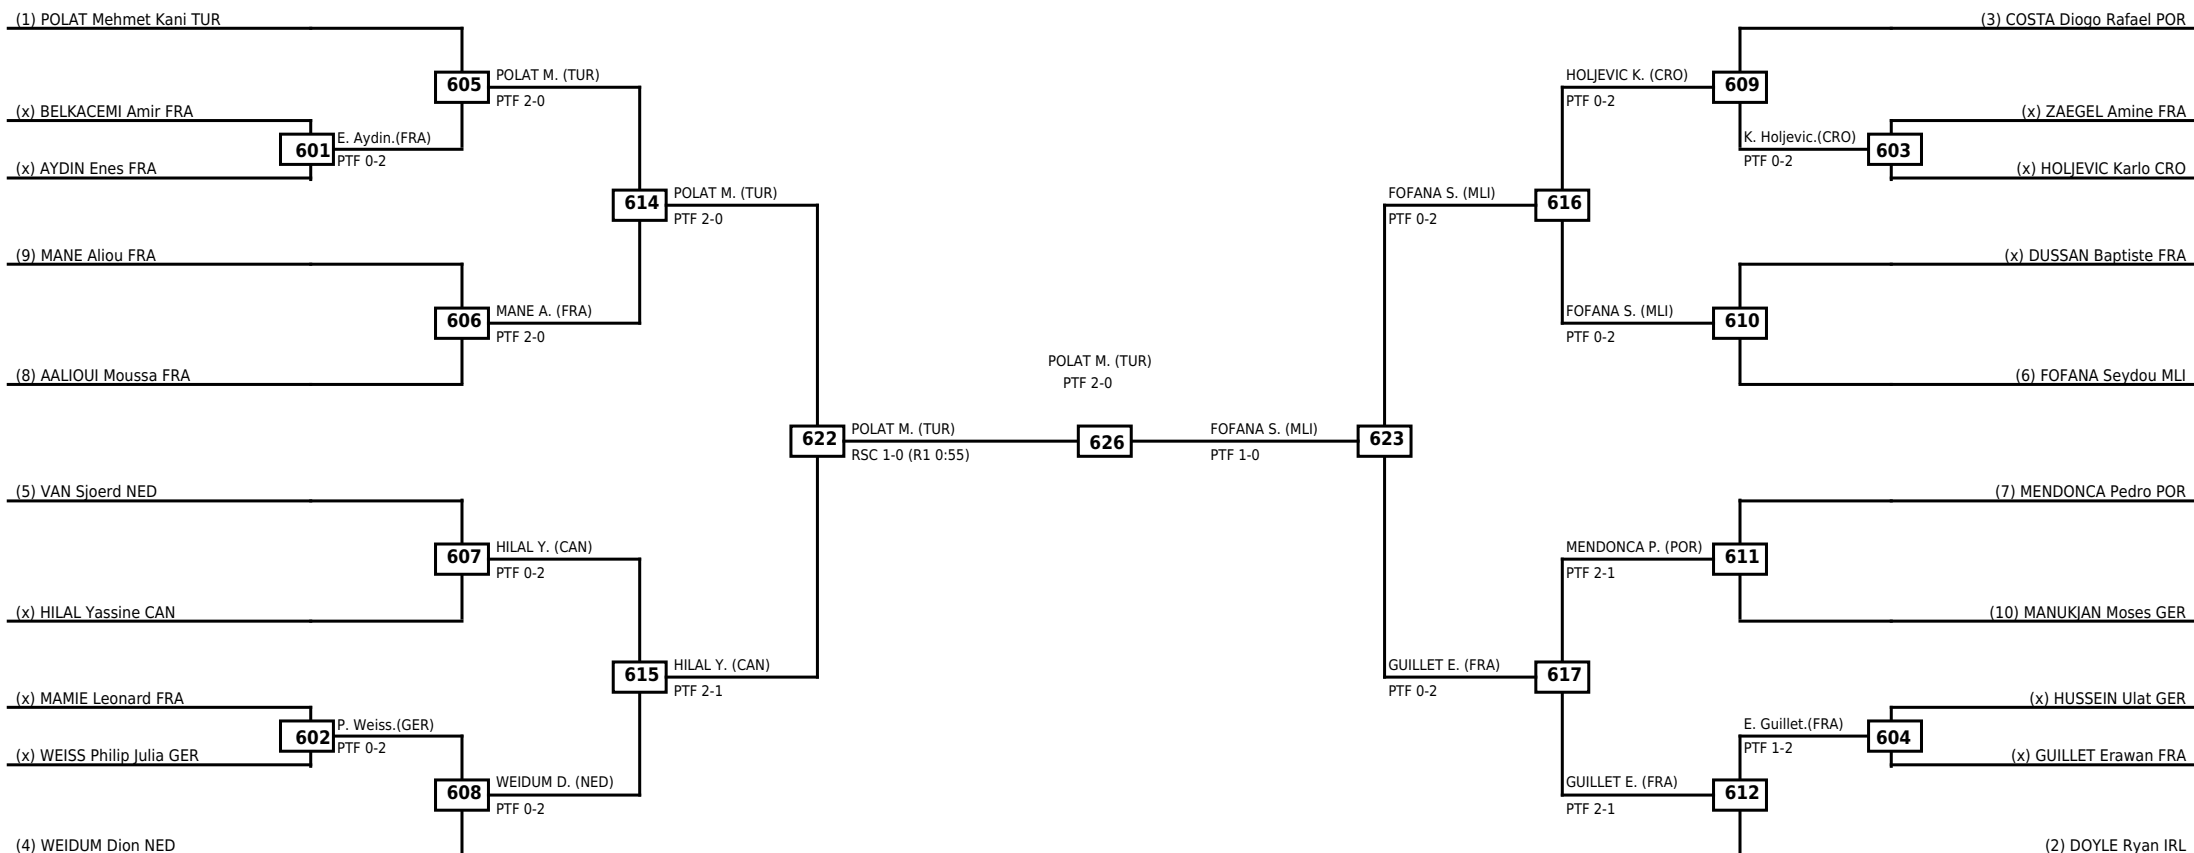 (1) POLAT Mehmet Kani TUR
(x) BELKACEMI Amir FRA
(x) AYDIN Enes FRA
601
E. Aydin.(FRA)
PTF 0-2
605
POLAT M. (TUR)
PTF 2-0
(9) MANE Aliou FRA
(8) AALIOUI Moussa FRA
606
MANE A. (FRA)
PTF 2-0
614
POLAT M. (TUR)
PTF 2-0
(5) VAN Sjoerd NED
(x) HILAL Yassine CAN
607
HILAL Y. (CAN)
PTF 0-2
(x) MAMIE Leonard FRA
(x) WEISS Philip Julia GER
602
P. Weiss.(GER)
PTF 0-2
(4) WEIDUM Dion NED
608
WEIDUM D. (NED)
PTF 0-2
615
HILAL Y. (CAN)
PTF 2-1
622
POLAT M. (TUR)
RSC 1-0 (R1 0:55)
POLAT M. (TUR)
PTF 2-0
626
FOFANA S. (MLI)
PTF 1-0
623
FOFANA S. (MLI)
PTF 0-2
616
HOLJEVIC K. (CRO)
PTF 0-2
609
(3) COSTA Diogo Rafael POR
K. Holjevic.(CRO)
PTF 0-2
603
(x) ZAEGEL Amine FRA
(x) HOLJEVIC Karlo CRO
FOFANA S. (MLI)
PTF 0-2
610
(x) DUSSAN Baptiste FRA
(6) FOFANA Seydou MLI
GUILLET E. (FRA)
PTF 0-2
617
MENDONCA P. (POR)
PTF 2-1
611
(7) MENDONCA Pedro POR
(10) MANUKJAN Moses GER
GUILLET E. (FRA)
PTF 2-1
612
E. Guillet.(FRA)
PTF 1-2
604
(x) HUSSEIN Ulat GER
(x) GUILLET Erawan FRA
(2) DOYLE Ryan IRL